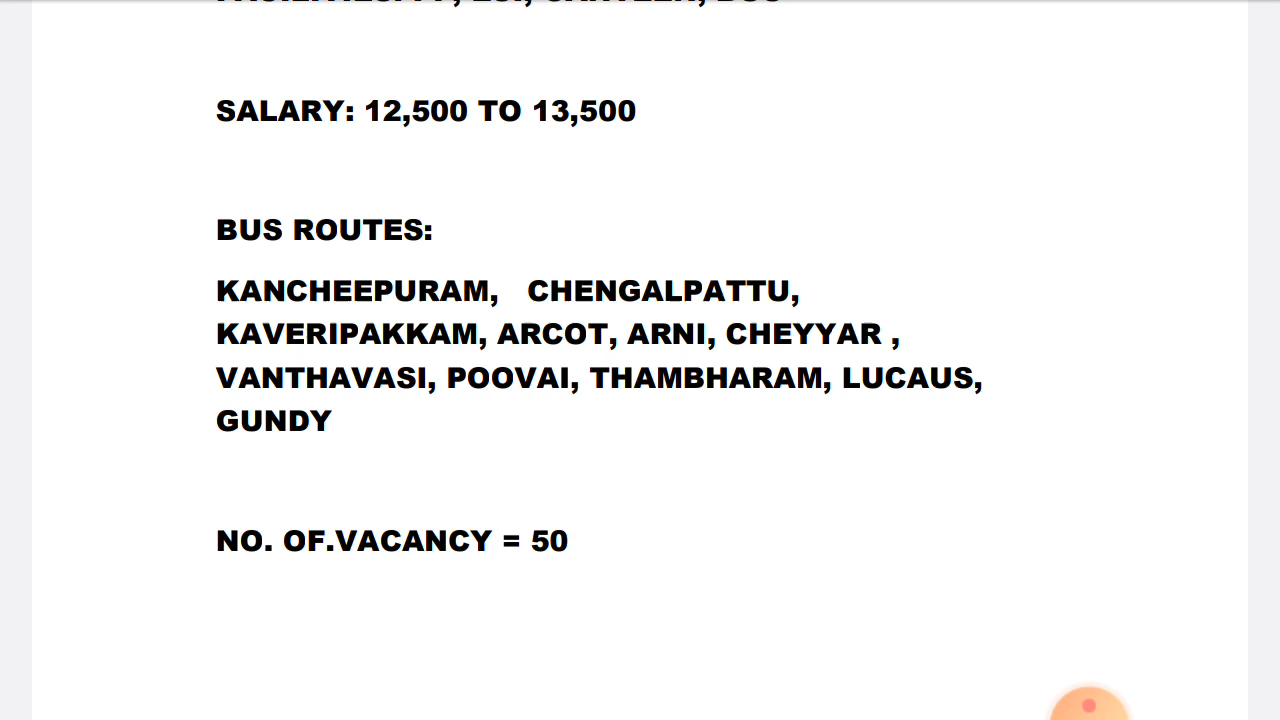 SALARY: 12,500 TO 13,500
BUS ROUTES:
KANCHEEPURAM, CHENGALPATTU,
KAVERIPAKKAM, ARCOT, ARNI, CHEYYAR ,
VANTHAVASI, POOVAI, THAMBHARAM, LUCAUS,
GUNDY
NO. OF.VACANCY = 50